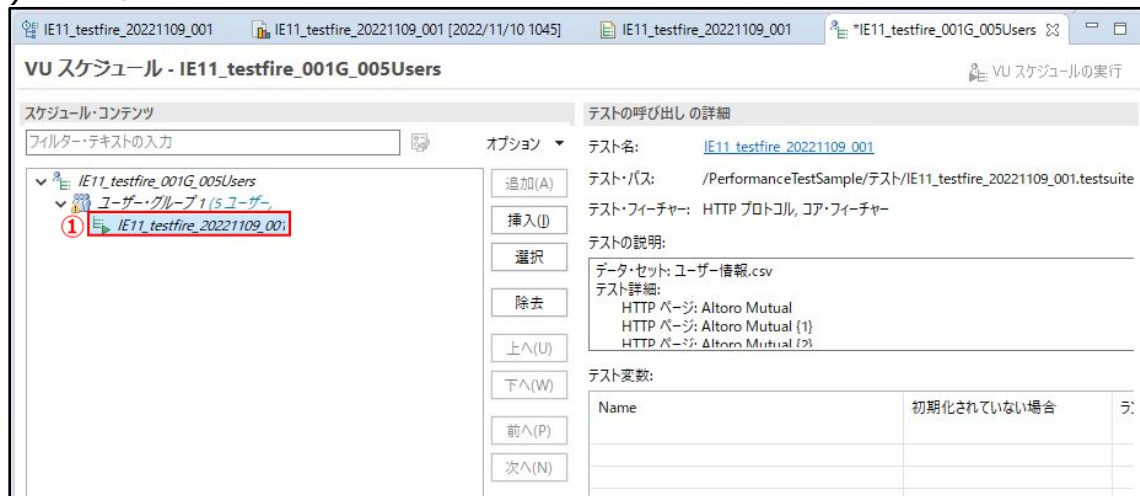 IE11_testfire_20221109_001 IE11_testfire_20221109_001 [2022/11/10 1045] IE11_testfire_20221109_001 *IE11_testfire_001G_005Users
VU スケジュール - IE11_testfire_001G_005Users
VU スケジュールの実行
スケジュール・コンテンツ
フィルター・テキストの入力
オプション
IE11_testfire_001G_005Users
ユーザー・グループ 1 (5 ユーザー,
① IE11_testfire_20221109_001
追加(A)
挿入(J)
選択
除去
上へ(U)
下へ(W)
前へ(P)
次へ(N)
テストの呼び出し の詳細
テスト名: IE11_testfire_20221109_001
テスト・パス: /PerformanceTestSample/テスト/IE11_testfire_20221109_001.testsuite
テスト・フィーチャー: HTTP プロトコル, コア・フィーチャー
テストの説明:
データ・セット: ユーザー情報.csv
テスト詳細:
HTTP ページ: Altoro Mutual
HTTP ページ: Altoro Mutual {1}
HTTP ページ: Altoro Mutual {2}
テスト変数:
Name 初期化されていない場合